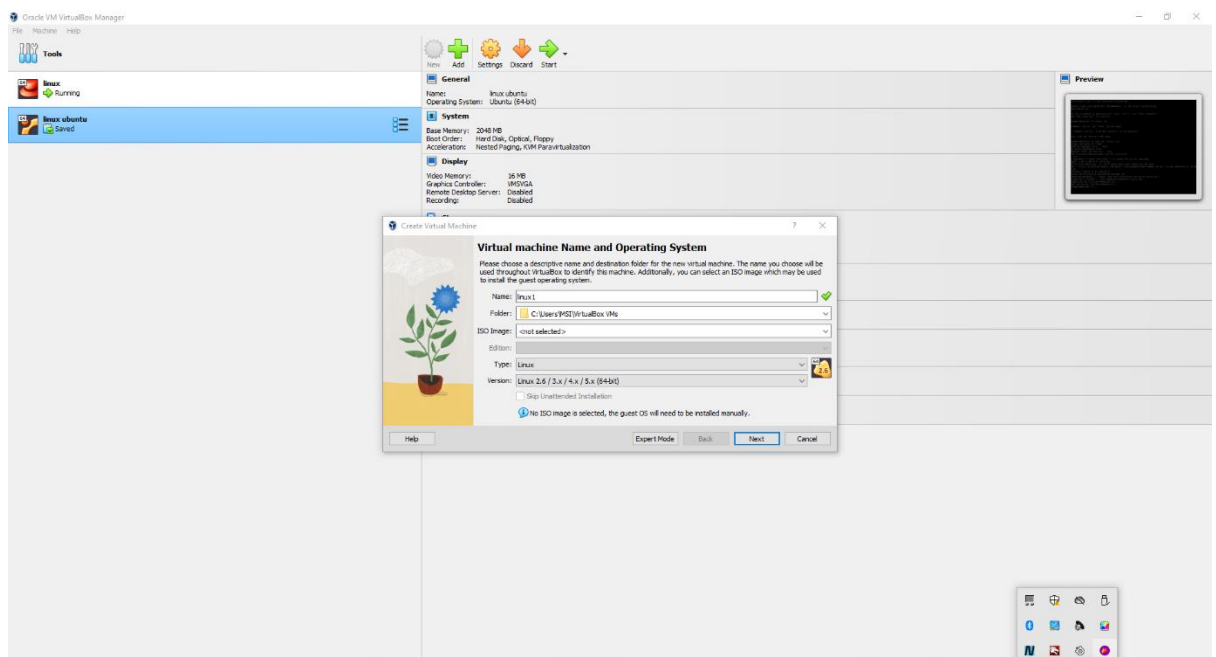 Oracle VM VirtualBox Manager
File Machine Help
Tools
New Add Settings Discard Start
linux
Running
linux ubuntu
Saved
General
Name: linux ubuntu
Operating System: Ubuntu (64-bit)
System
Base Memory: 2048 MB
Boot Order: Hard Disk, Optical, Floppy
Acceleration: Nested Paging, KVM Paravirtualization
Display
Video Memory: 16 MB
Graphics Controller: VMSVGA
Remote Desktop Server: Disabled
Recording: Disabled
Preview
Create Virtual Machine
Virtual machine Name and Operating System
Please choose a descriptive name and destination folder for the new virtual machine. The name you choose will be
used throughout VirtualBox to identify this machine. Additionally, you can select an ISO image which may be used
to install the guest operating system.
Name: linux1
Folder: C:\Users\MSI\VirtualBox VMs
ISO Image: <not selected>
Edition:
Type: Linux
Version: Linux 2.6 / 3.x / 4.x / 5.x (64-bit)
Skip Unattended Installation
No ISO image is selected, the guest OS will need to be installed manually.
Help Expert Mode Back Next Cancel